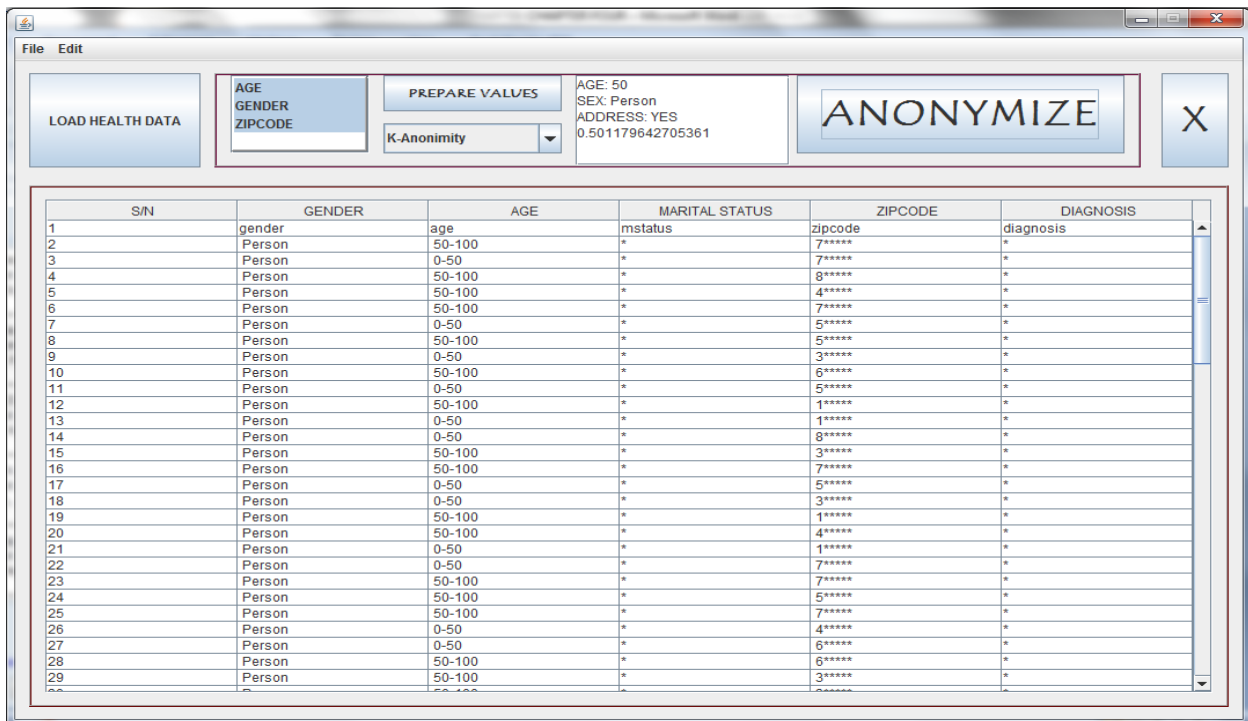 File Edit
LOAD HEALTH DATA
AGE
GENDER
ZIPCODE
PREPARE VALUES
K-Anonimity
AGE: 50
SEX: Person
ADDRESS: YES
0.501179642705361
ANONYMIZE
X
S/N GENDER AGE MARITAL STATUS ZIPCODE DIAGNOSIS
1 gender age mstatus zipcode diagnosis
2 Person 50-100 * 7***** *
3 Person 0-50 * 7***** *
4 Person 50-100 * 8***** *
5 Person 50-100 * 4***** *
6 Person 50-100 * 7***** *
7 Person 0-50 * 5***** *
8 Person 50-100 * 5***** *
9 Person 0-50 * 3***** *
10 Person 50-100 * 6***** *
11 Person 0-50 * 5***** *
12 Person 50-100 * 1***** *
13 Person 0-50 * 1***** *
14 Person 0-50 * 8***** *
15 Person 50-100 * 3***** *
16 Person 50-100 * 7***** *
17 Person 0-50 * 5***** *
18 Person 0-50 * 3***** *
19 Person 50-100 * 1***** *
20 Person 50-100 * 4***** *
21 Person 0-50 * 1***** *
22 Person 0-50 * 7***** *
23 Person 50-100 * 7***** *
24 Person 50-100 * 5***** *
25 Person 50-100 * 7***** *
26 Person 0-50 * 4***** *
27 Person 0-50 * 6***** *
28 Person 50-100 * 6***** *
29 Person 50-100 * 3***** *